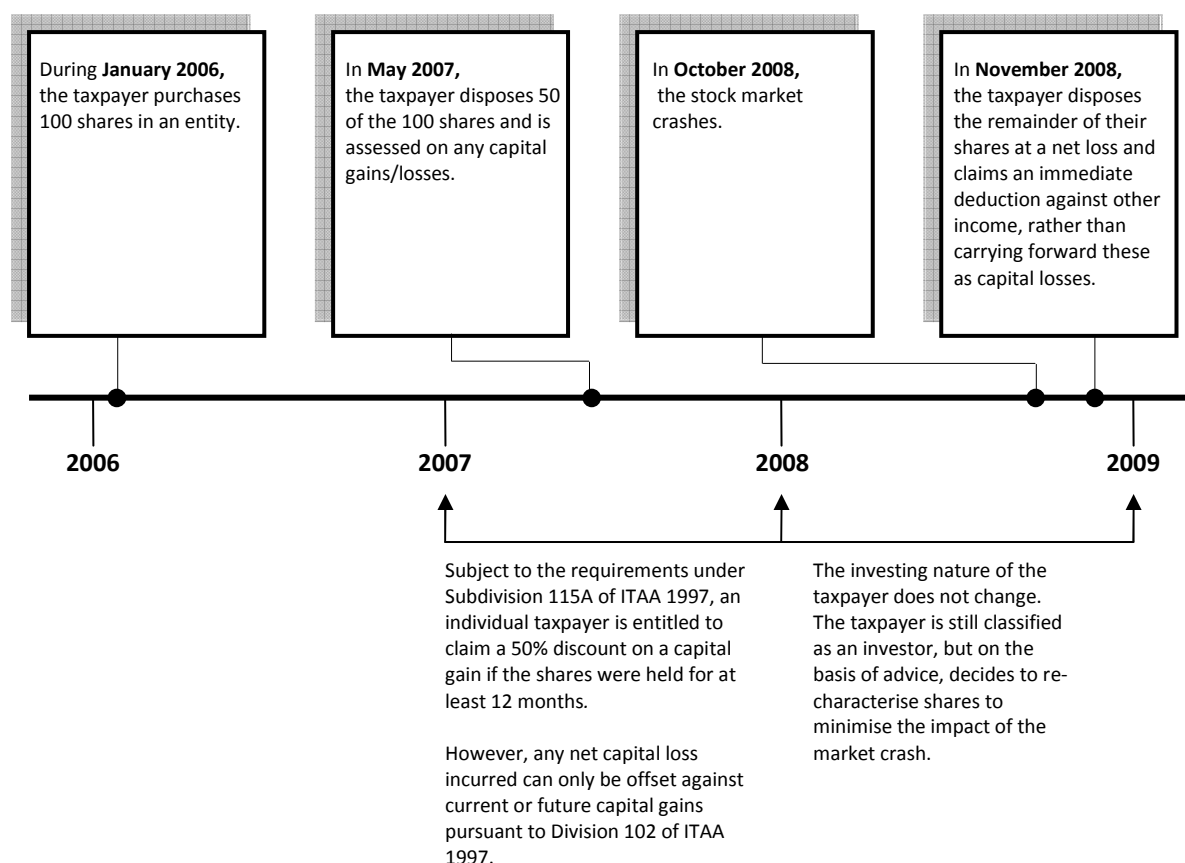 During January 2006,
the taxpayer purchases
100 shares in an entity.
In May 2007,
the taxpayer disposes 50
of the 100 shares and is
assessed on any capital
gains/losses.
In October 2008,
the stock market
crashes.
In November 2008,
the taxpayer disposes
the remainder of their
shares at a net loss and
claims an immediate
deduction against other
income, rather than
carrying forward these
as capital losses.
2006
2007
2008
2009
Subject to the requirements under
Subdivision 115A of ITAA 1997, an
individual taxpayer is entitled to
claim a 50% discount on a capital
gain if the shares were held for at
least 12 months.
However, any net capital loss
incurred can only be offset against
current or future capital gains
pursuant to Division 102 of ITAA
1997.
The investing nature of the
taxpayer does not change.
The taxpayer is still classified
as an investor, but on the
basis of advice, decides to re-
characterise shares to
minimise the impact of the
market crash.